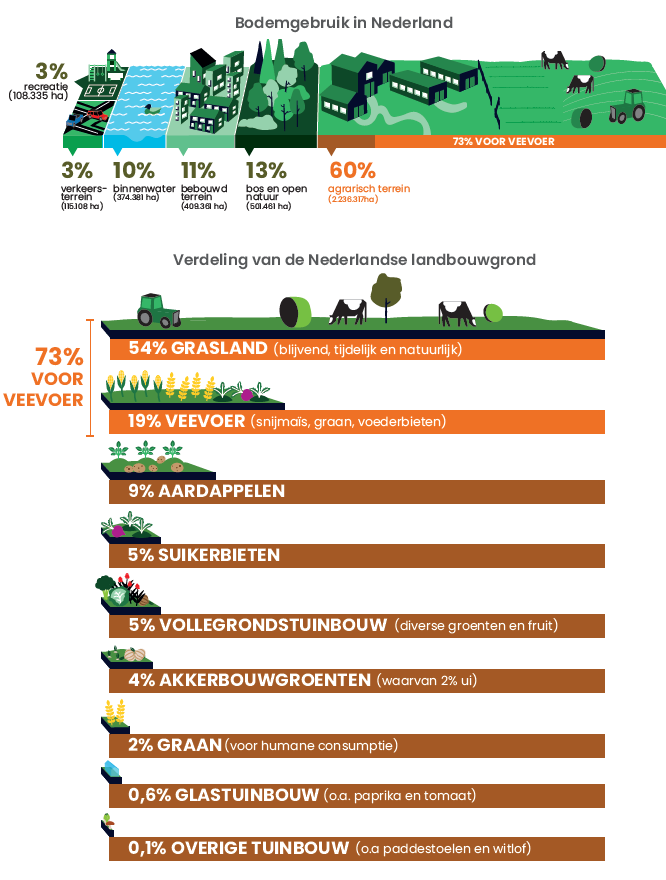 Bodemgebruik in Nederland
3%
recreatie
(108.335 ha)
73% VOOR VEEVOER
3%
verkeers-
terrein
(115.108 ha)
10%
binnenwater
(374.381 ha)
11%
bebouwd
terrein
(409.361 ha)
13%
bos en open
natuur
(501.461 ha)
60%
agrarisch terrein
(2.236.317ha)
Verdeling van de Nederlandse landbouwgrond
73%
VOOR
VEEVOER
54% GRASLAND (blijvend, tijdelijk en natuurlijk)
19% VEEVOER (snijmaïs, graan, voederbieten)
9% AARDAPPELEN
5% SUIKERBIETEN
5% VOLLEGRONDSTUINBOUW (diverse groenten en fruit)
4% AKKERBOUWGROENTEN (waarvan 2% ui)
2% GRAAN (voor humane consumptie)
0,6% GLASTUINBOUW (o.a. paprika en tomaat)
0,1% OVERIGE TUINBOUW (o.a paddestoelen en witlof)